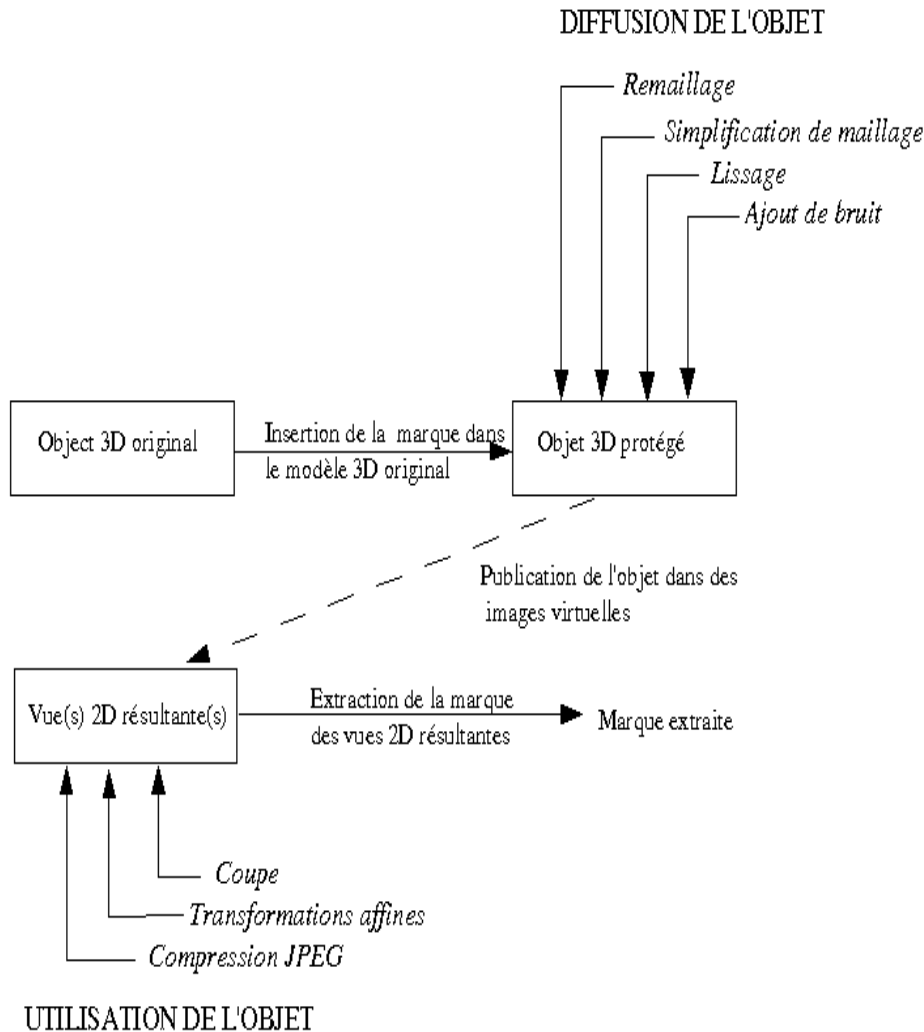 DIFFUSION DE L'OBJET
Remaillage
Simplification de maillage
Lissage
Ajout de bruit
Object 3D original
Insertion de la marque dans
le modèle 3D original
Objet 3D protégé
Publication de l'objet dans des
images virtuelles
Vue(s) 2D résultante(s)
Extraction de la marque
des vues 2D résultantes
Marque extraite
Coupe
Transformations affines
Compression JPEG
UTILISATION DE L'OBJET